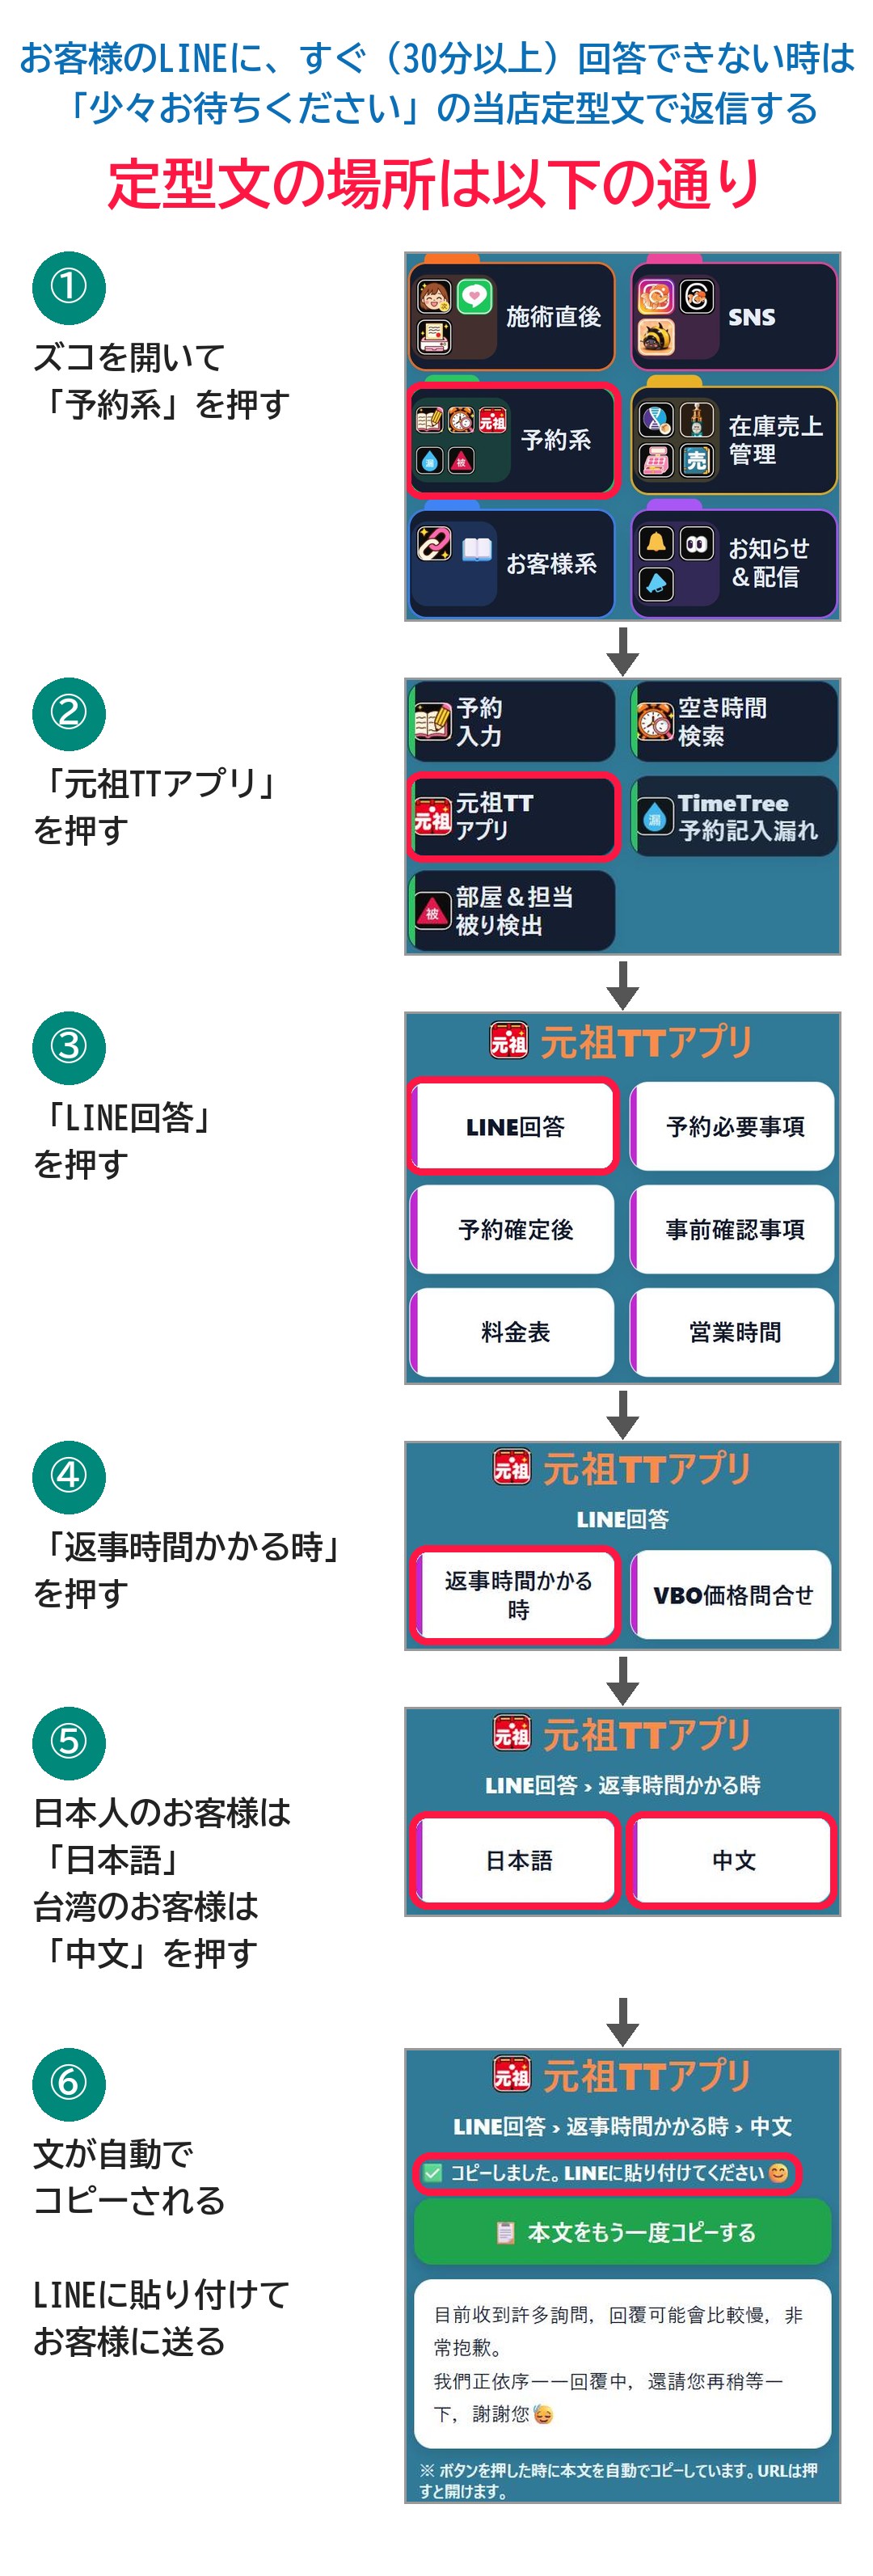 お客様のLINEに、すぐ（30分以上）回答できない時は
「少々お待ちください」の当店定型文で返信する
定型文の場所は以下の通り
①
ズコを開いて
「予約系」を押す
施術直後
SNS
元祖
漏
被
予約系
売
在庫売上
管理
お客様系
お知らせ
＆配信
②
「元祖TTアプリ」
を押す
予約
入力
空き時間
検索
元祖
元祖TT
アプリ
漏
TimeTree
予約記入漏れ
被
部屋＆担当
被り検出
③
「LINE回答」
を押す
元祖
元祖TTアプリ
LINE回答
予約必要事項
予約確定後
事前確認事項
料金表
営業時間
④
「返事時間かかる時」
を押す
元祖
元祖TTアプリ
LINE回答
返事時間かかる
時
VBO価格問合せ
⑤
日本人のお客様は
「日本語」
台湾のお客様は
「中文」を押す
元祖
元祖TTアプリ
LINE回答 › 返事時間かかる時
日本語
中文
⑥
文が自動で
コピーされる
LINEに貼り付けて
お客様に送る
元祖
元祖TTアプリ
LINE回答 › 返事時間かかる時 › 中文
✅ コピーしました。LINEに貼り付けてください😊
📋 本文をもう一度コピーする
目前收到許多詢問，回覆可能會比較慢，非
常抱歉。
我們正依序一一回覆中，還請您再稍等一
下，謝謝您😅
※ ボタンを押した時に本文を自動でコピーしています。URLは押
すと開けます。